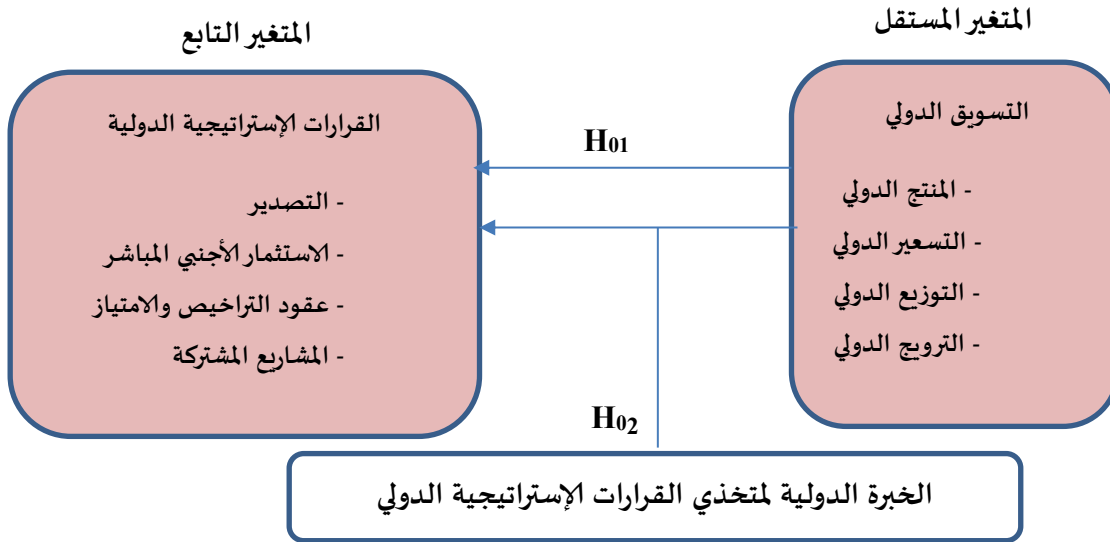 المتغير المستقل
المتغير التابع
التسويق الدولي
- المنتج الدولي
- التسعير الدولي
- التوزيع الدولي
- الترويج الدولي
H01
القرارات الإستراتيجية الدولية
- التصدير
- الاستثمار الأجنبي المباشر
- عقود التراخيص والامتياز
- المشاريع المشتركة
H02
الخبرة الدولية لمتخذي القرارات الإستراتيجية الدولي